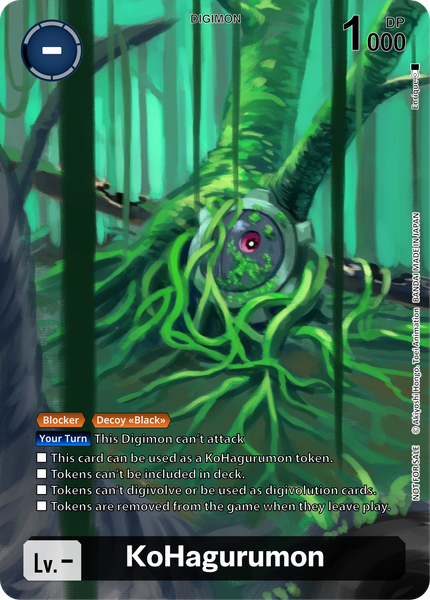 DIGIMON
DP
1000
-
Blocker Decoy «Black»
Your Turn This Digimon can't attack
This card can be used as a KoHagurumon token.
Tokens can't be included in deck.
Tokens can't digivolve or be used as digivolution cards.
Tokens are removed from the game when they leave play.
Lv.-
KoHagurumon
NOT FOR SALE © Akiyoshi Hongo, Toei Animation BANDAI MADE IN JAPAN